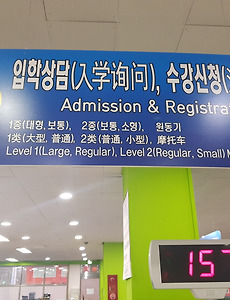 입학상담(入学询问), 수강신청(
Admission & Registra
1종(대형, 보통), 2종(보통, 소형), 원동기
1类(大型, 普通), 2类(普通, 小型), 摩托车
Level 1(Large, Regular), Level 2(Regular, Small)
157